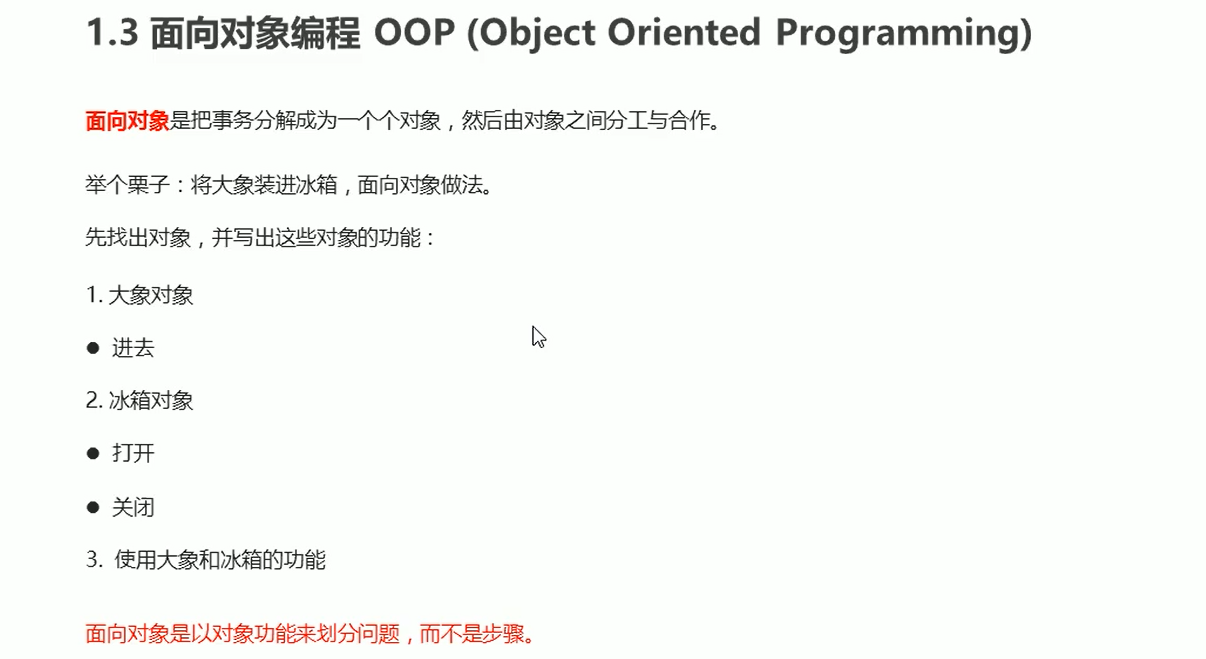 1.3 面向对象编程 OOP (Object Oriented Programming)
面向对象是把事务分解成为一个个对象，然后由对象之间分工与合作。
举个栗子：将大象装进冰箱，面向对象做法。
先找出对象，并写出这些对象的功能：
1. 大象对象
● 进去
2. 冰箱对象
● 打开
● 关闭
3. 使用大象和冰箱的功能
面向对象是以对象功能来划分问题，而不是步骤。